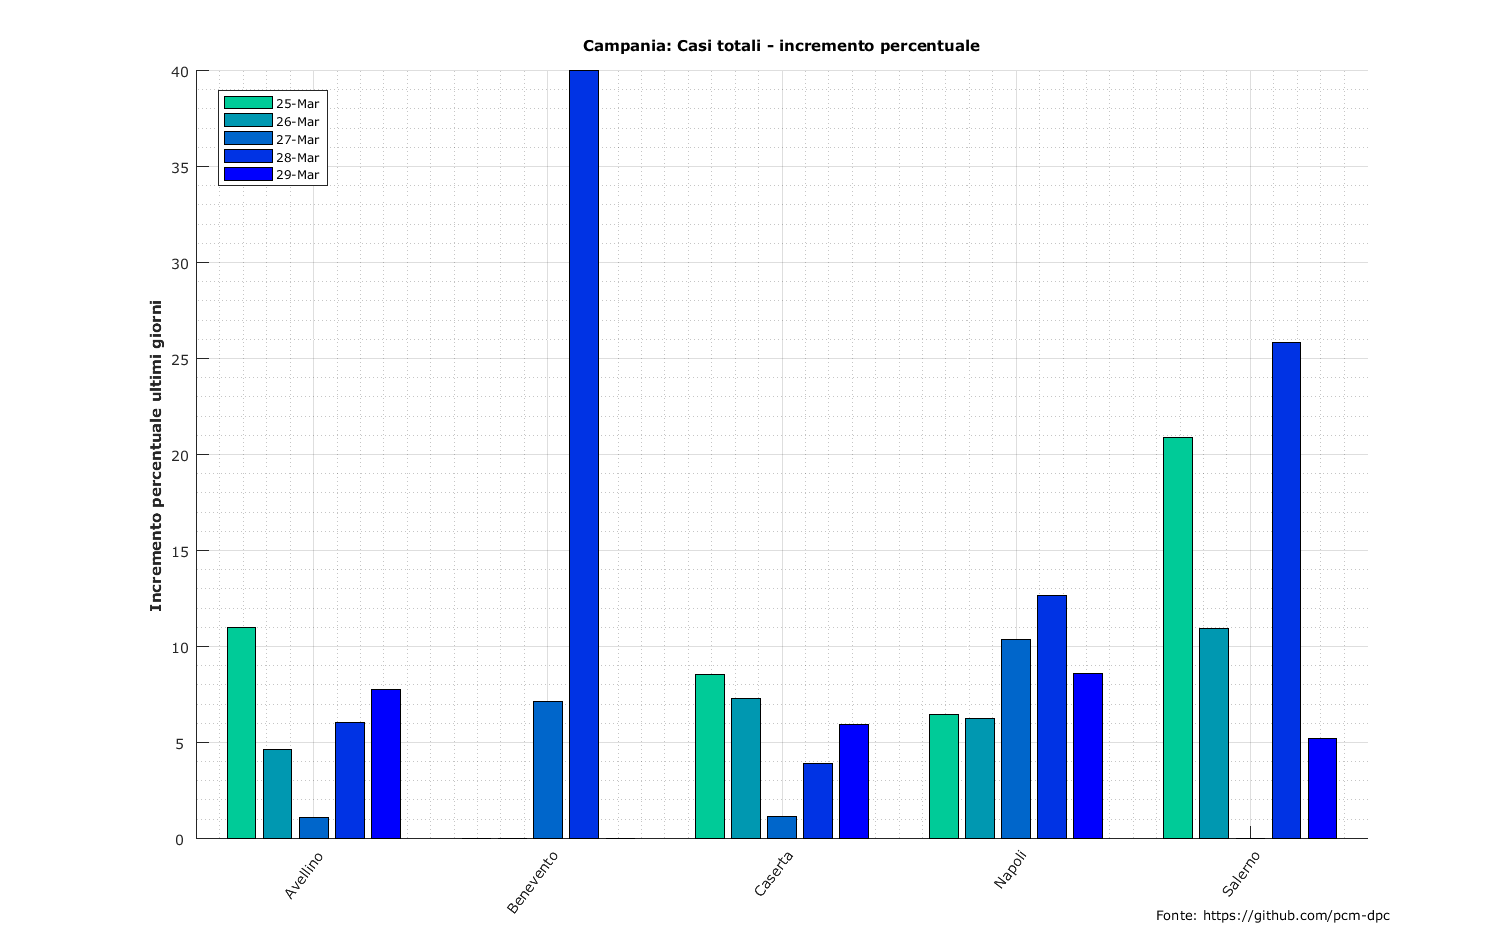 Campania: Casi totali - incremento percentuale
25-Mar
26-Mar
27-Mar
28-Mar
29-Mar
Incremento percentuale ultimi giorni
40
35
30
25
20
15
10
5
0
Avellino
Benevento
Caserta
Napoli
Salerno
Fonte: https://github.com/pcm-dpc